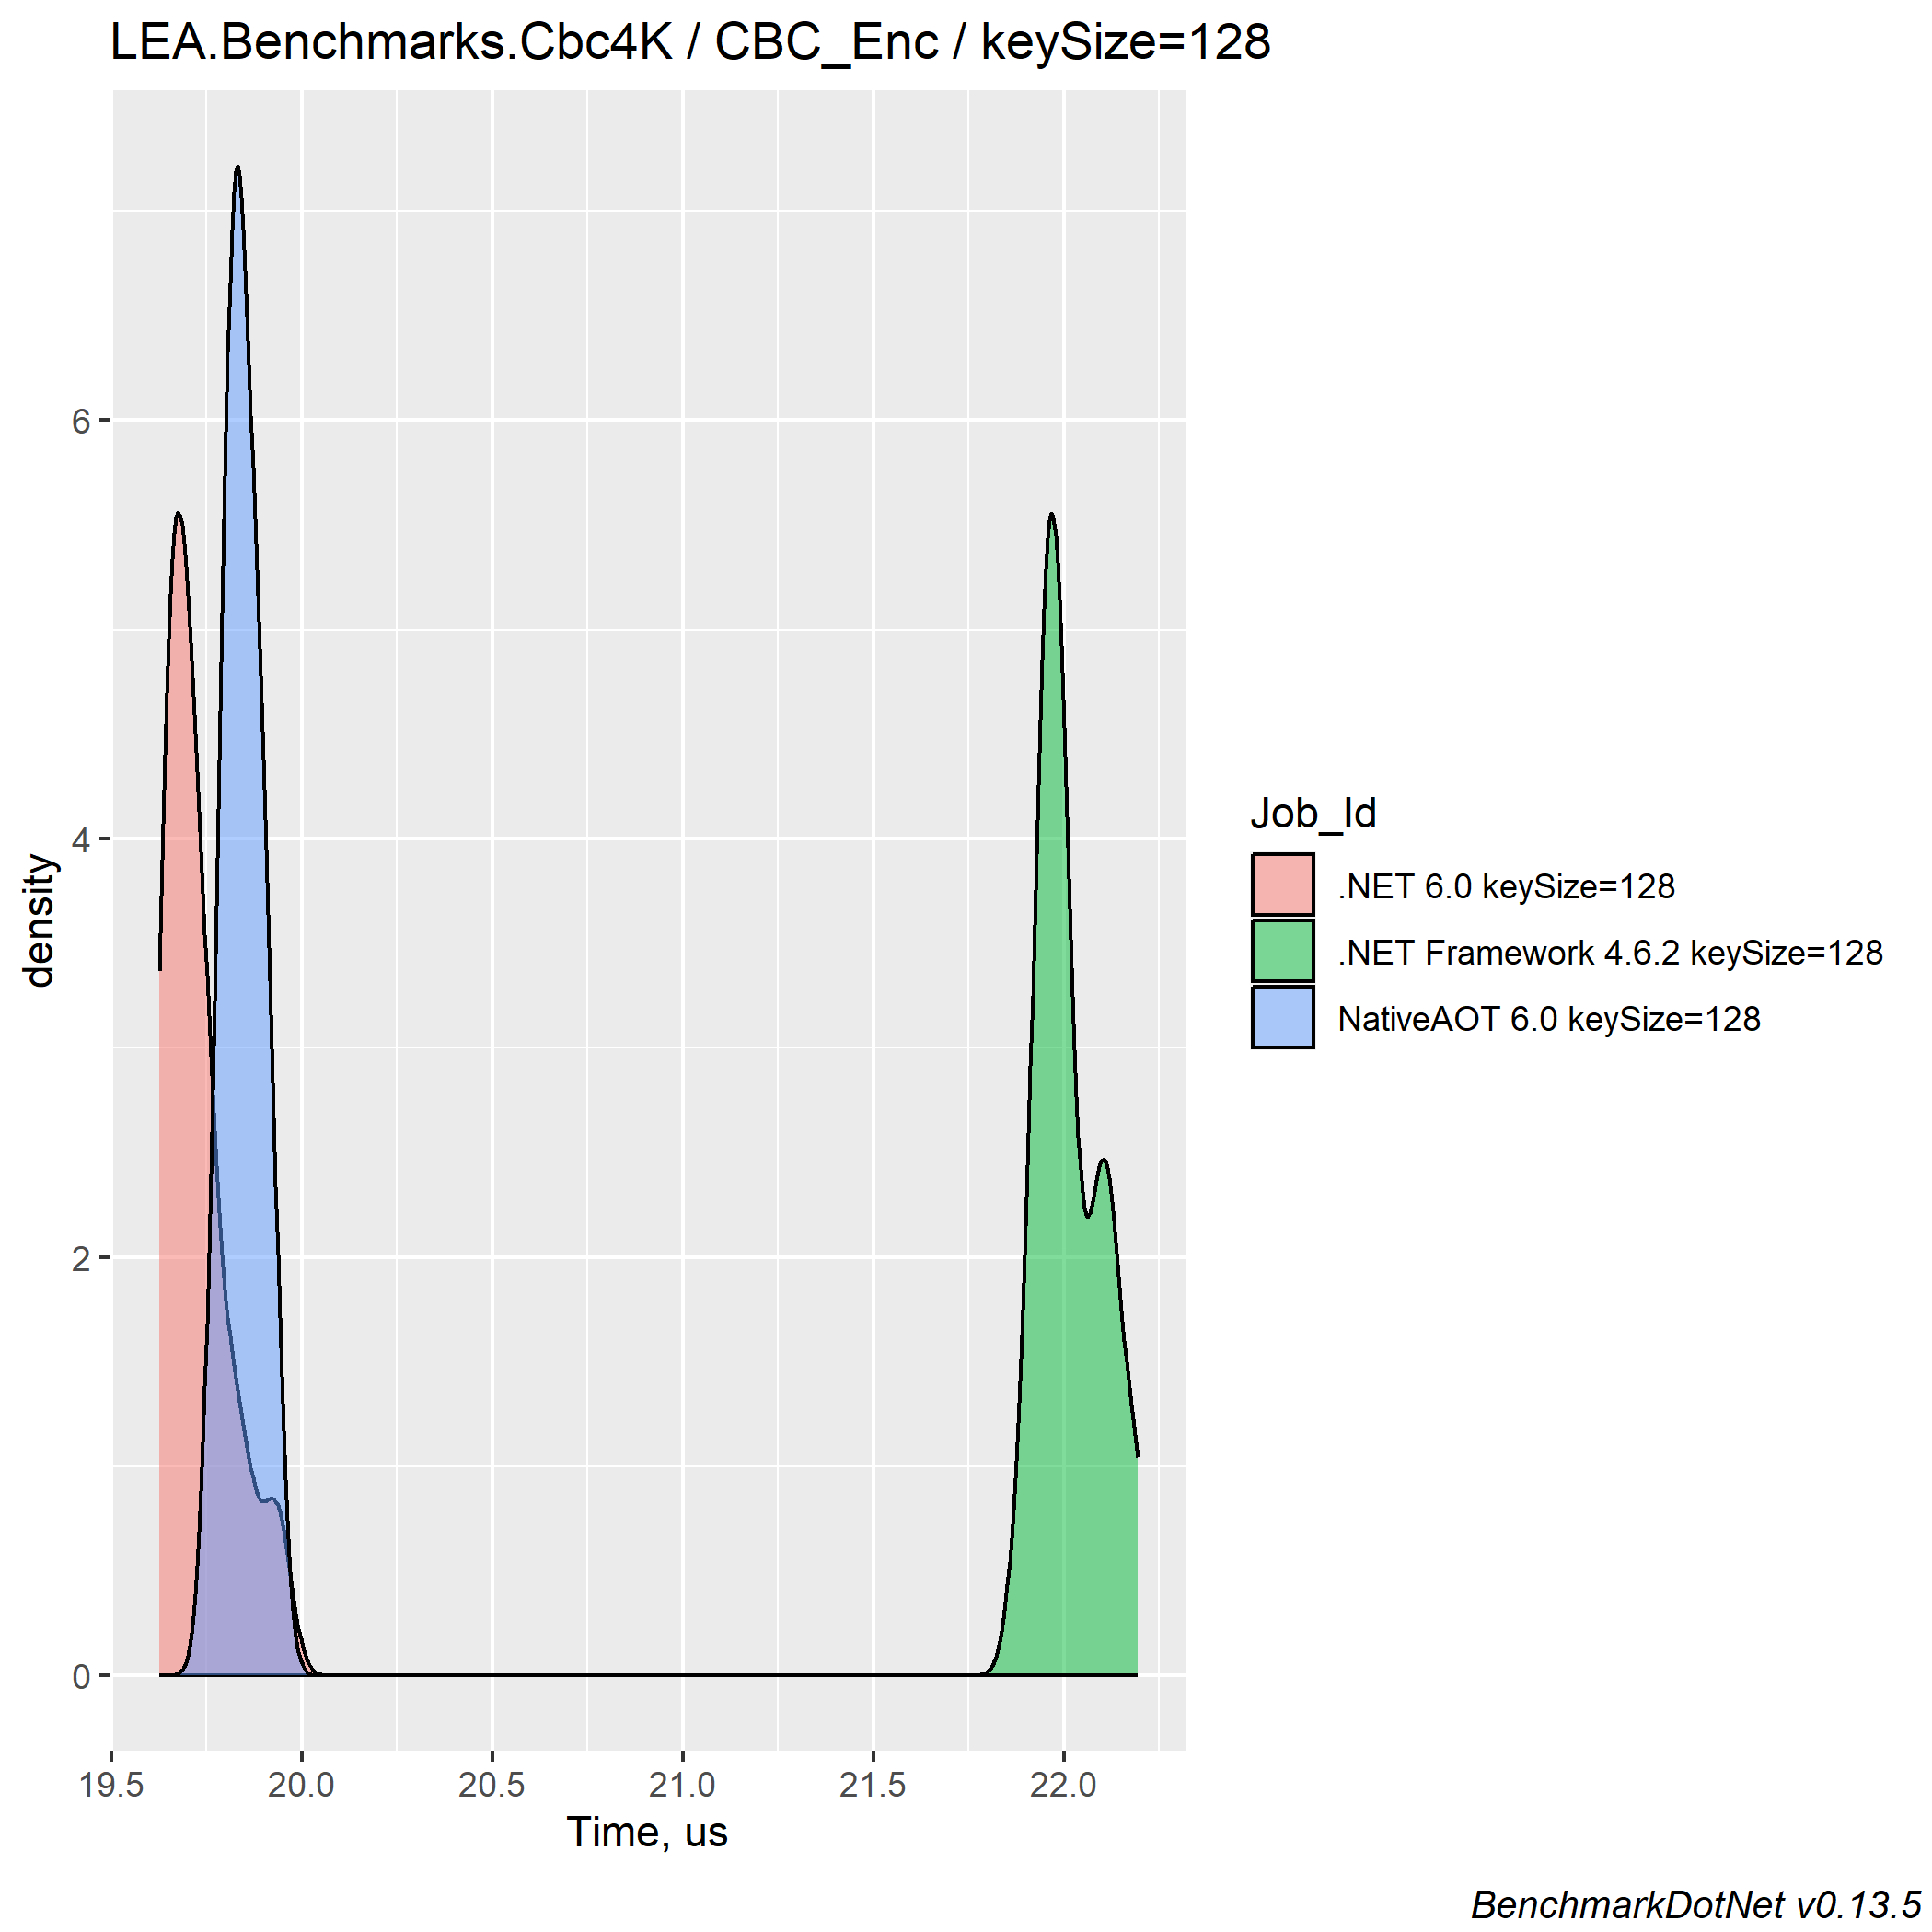 LEA.Benchmarks.Cbc4K / CBC_Enc / keySize=128
6
4
2
0
density
19.5 20.0 20.5 21.0 21.5 22.0
Time, us
Job_Id
.NET 6.0 keySize=128
.NET Framework 4.6.2 keySize=128
NativeAOT 6.0 keySize=128
BenchmarkDotNet v0.13.5